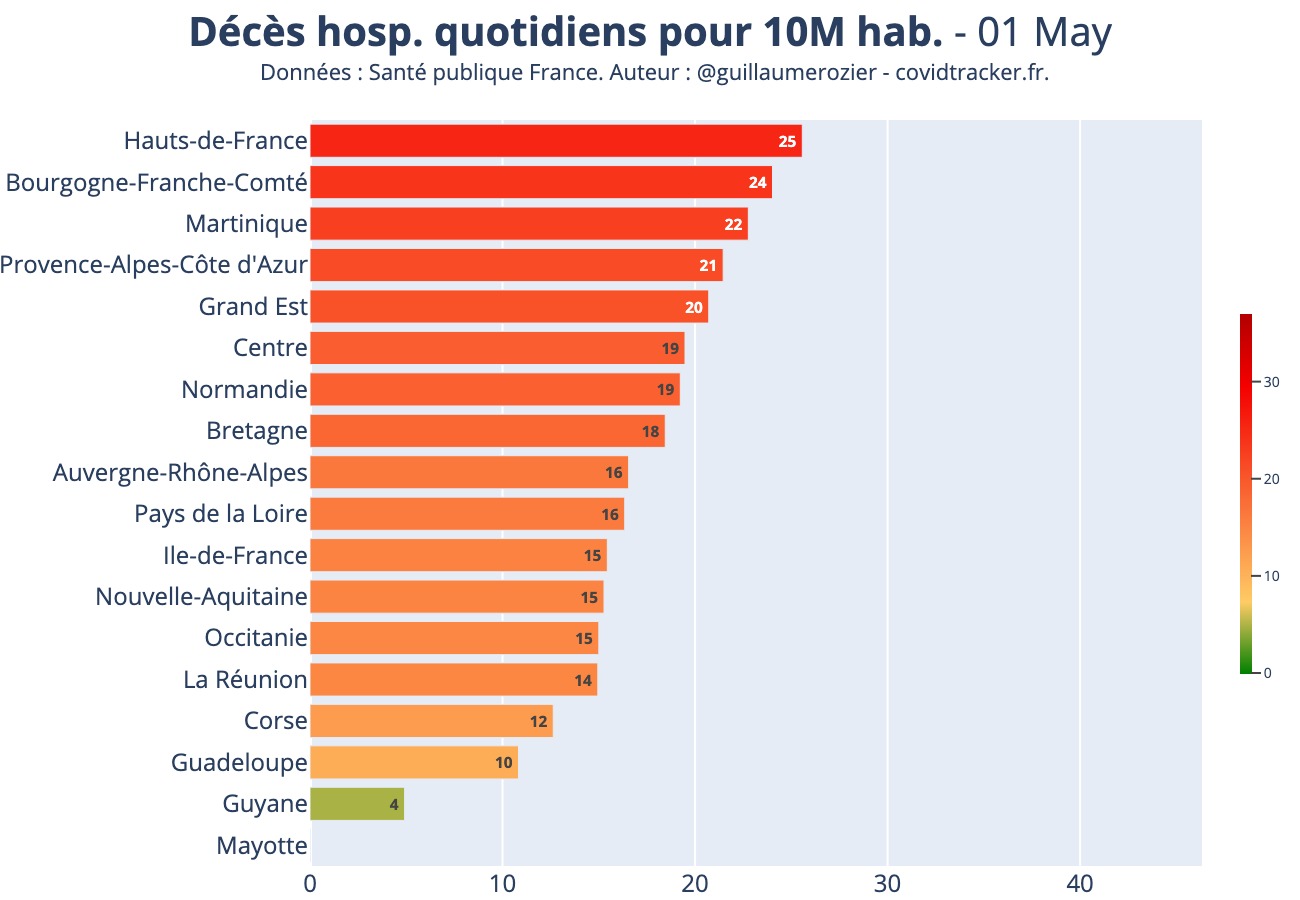 Décès hosp. quotidiens pour 10M hab. - 01 May
Données : Santé publique France. Auteur : @guillaumerozier - covidtracker.fr.
Hauts-de-France 25
Bourgogne-Franche-Comté 24
Martinique 22
Provence-Alpes-Côte d'Azur 21
Grand Est 20
Centre 19
Normandie 19
Bretagne 18
Auvergne-Rhône-Alpes 16
Pays de la Loire 16
Ile-de-France 15
Nouvelle-Aquitaine 15
Occitanie 15
La Réunion 14
Corse 12
Guadeloupe 10
Guyane 4
Mayotte
0 10 20 30 40
30
20
10
0